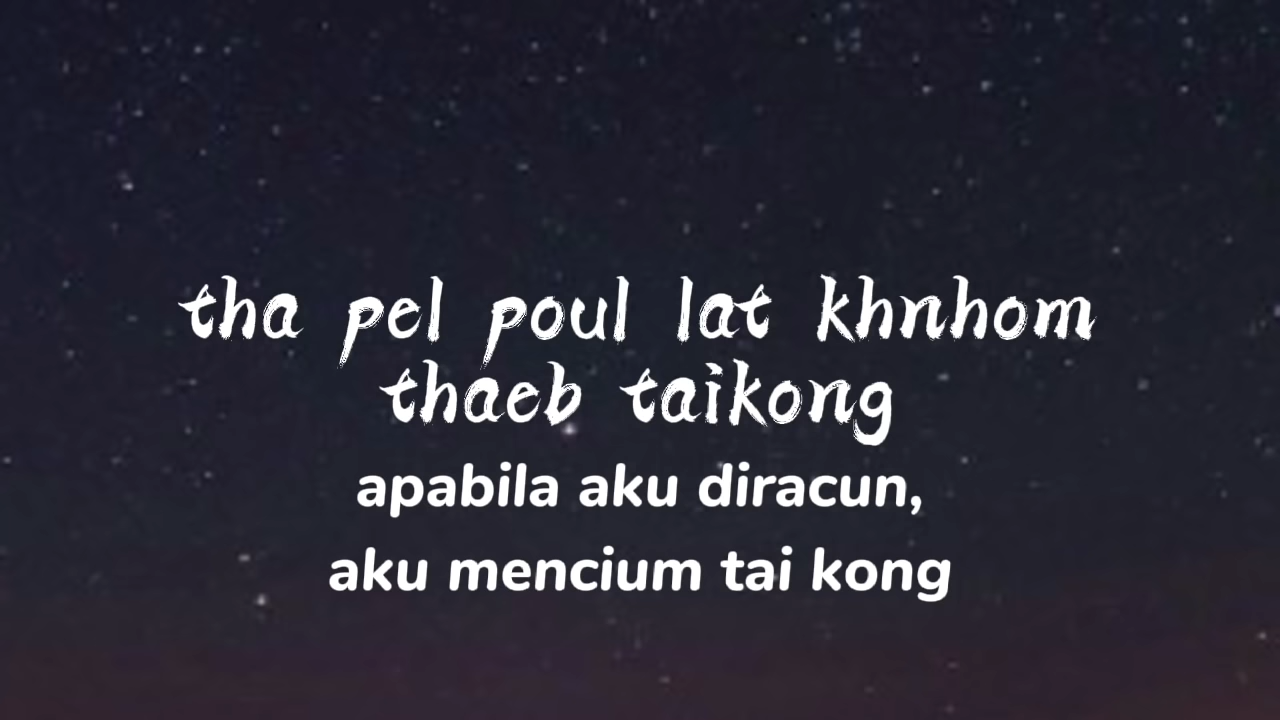 tha pel poul lat khnhom
thaeb taikong
apabila aku diracun,
aku mencium tai kong